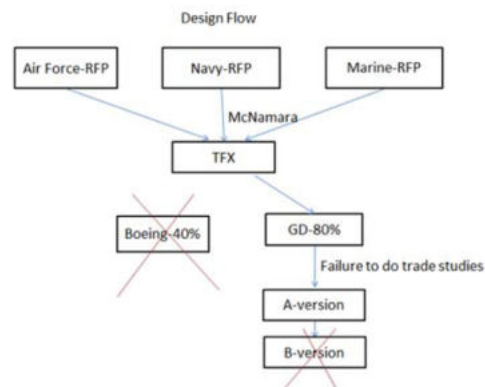 Design Flow
Air Force-RFP
Navy-RFP
Marine-RFP
McNamara
TFX
Boeing-40%
GD-80%
Failure to do trade studies
A-version
B-version